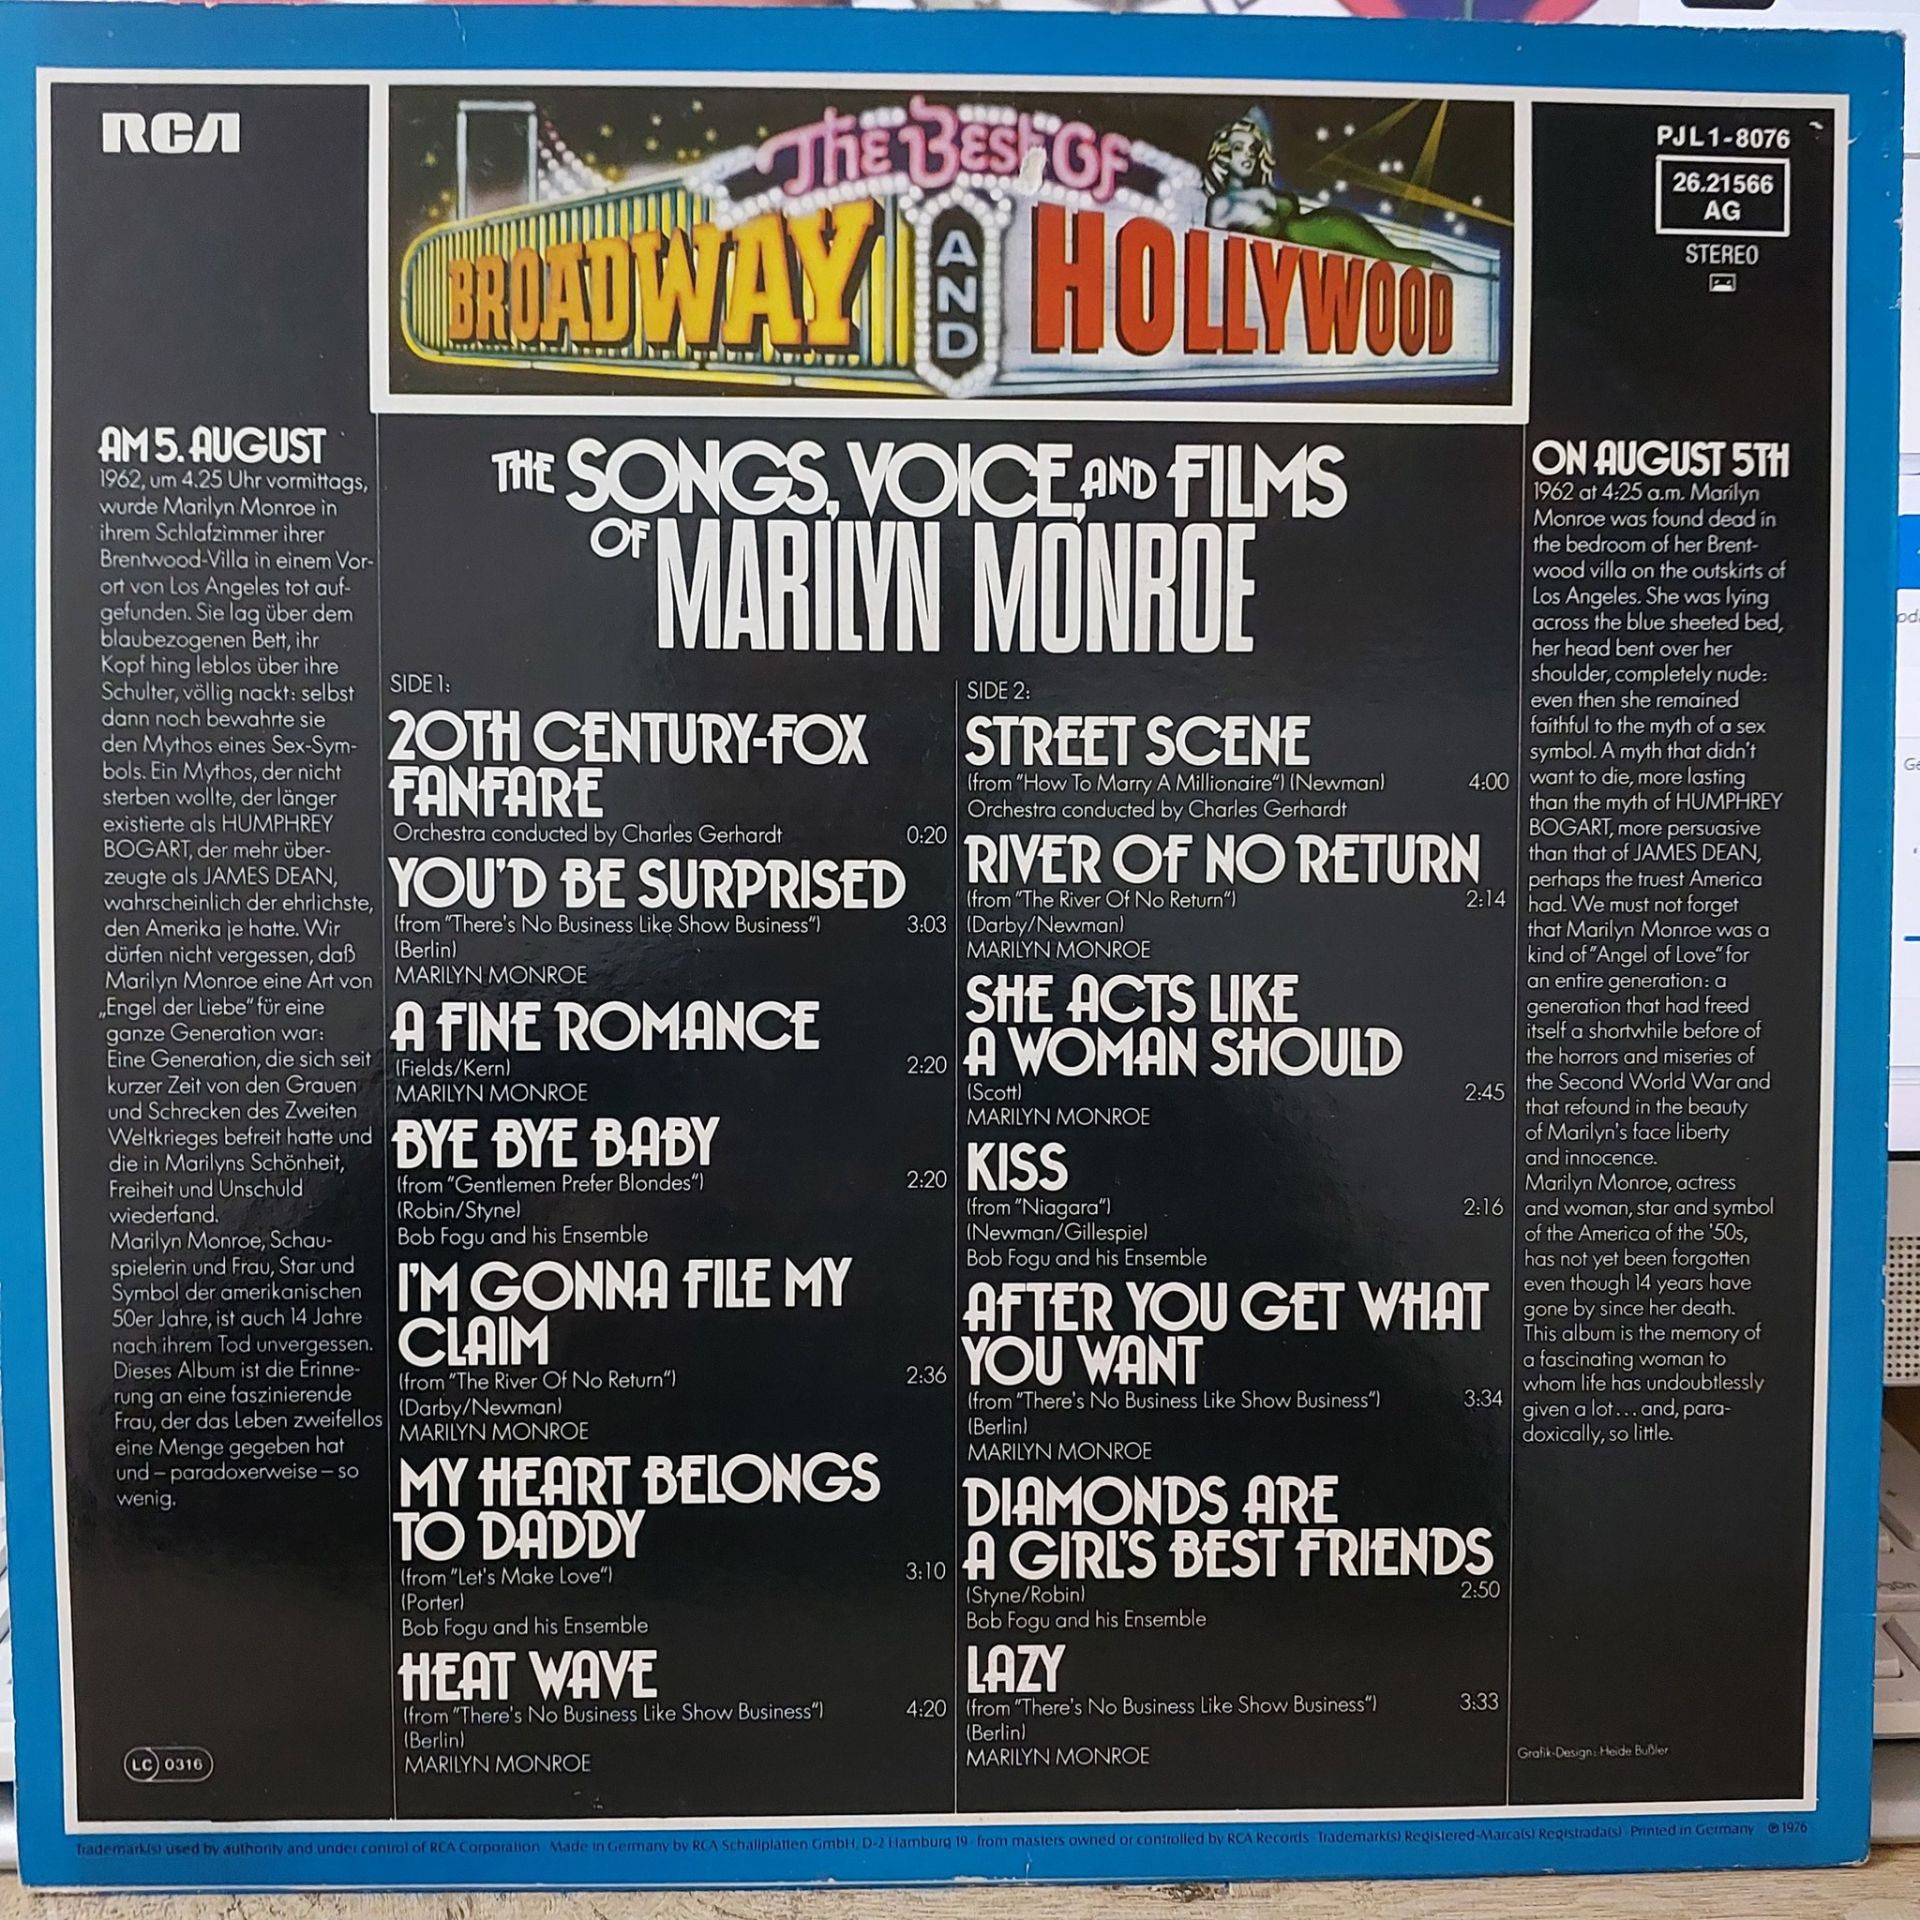 RCA
The Best Of
BROADWAY
AND
HOLLYWOOD
PJL1-8076
26.21566
AG
STEREO
AM 5. AUGUST
1962, um 4.25 Uhr vormittags,
wurde Marilyn Monroe in
ihrem Schlafzimmer ihrer
Brentwood-Villa in einem Vor-
ort von Los Angeles tot auf-
gefunden. Sie lag über dem
blaubezogenen Bett, ihr
Kopf hing leblos über ihre
Schulter, völlig nackt: selbst
dann noch bewahrte sie
den Mythos eines Sex-Sym-
bols. Ein Mythos, der nicht
sterben wollte, der länger
existierte als HUMPHREY
BOGART, der mehr über-
zeugte als JAMES DEAN,
wahrscheinlich der ehrlichste,
den Amerika je hatte. Wir
dürfen nicht vergessen, daß
Marilyn Monroe eine Art von
„Engel der Liebe“ für eine
ganze Generation war:
Eine Generation, die sich seit
kurzer Zeit von den Grauen
und Schrecken des Zweiten
Weltkrieges befreit hatte und
die in Marilyns Schönheit,
Freiheit und Unschuld
wiederfand.
Marilyn Monroe, Schau-
spielerin und Frau, Star und
Symbol der amerikanischen
50er Jahre, ist auch 14 Jahre
nach ihrem Tod unvergessen.
Dieses Album ist die Erinne-
rung an eine faszinierende
Frau, der das Leben zweifellos
eine Menge gegeben hat
und – paradoxerweise – so
wenig.
LC 0316
THE SONGS, VOICE, AND FILMS
OF MARILYN MONROE
SIDE 1:
20TH CENTURY-FOX
FANFARE
Orchestra conducted by Charles Gerhardt 0:20
YOU'D BE SURPRISED
(from "There's No Business Like Show Business") 3:03
(Berlin)
MARILYN MONROE
A FINE ROMANCE
(Fields/Kern) 2:20
MARILYN MONROE
BYE BYE BABY
(from "Gentlemen Prefer Blondes") 2:20
(Robin/Styne)
Bob Fogu and his Ensemble
I'M GONNA FILE MY
CLAIM
(from "The River Of No Return") 2:36
(Darby/Newman)
MARILYN MONROE
MY HEART BELONGS
TO DADDY
(from "Let's Make Love") 3:10
(Porter)
Bob Fogu and his Ensemble
HEAT WAVE
(from "There's No Business Like Show Business") 4:20
(Berlin)
MARILYN MONROE
SIDE 2:
STREET SCENE
(from "How To Marry A Millionaire") (Newman) 4:00
Orchestra conducted by Charles Gerhardt
RIVER OF NO RETURN
(from "The River Of No Return") 2:14
(Darby/Newman)
MARILYN MONROE
SHE ACTS LIKE
A WOMAN SHOULD
(Scott) 2:45
MARILYN MONROE
KISS
(from "Niagara") 2:16
(Newman/Gillespie)
Bob Fogu and his Ensemble
AFTER YOU GET WHAT
YOU WANT
(from "There's No Business Like Show Business") 3:34
(Berlin)
MARILYN MONROE
DIAMONDS ARE
A GIRL'S BEST FRIENDS
(Styne/Robin) 2:50
Bob Fogu and his Ensemble
LAZY
(from "There's No Business Like Show Business") 3:33
(Berlin)
MARILYN MONROE
ON AUGUST 5TH
1962 at 4:25 a.m. Marilyn
Monroe was found dead in
the bedroom of her Brent-
wood villa on the outskirts of
Los Angeles. She was lying
across the blue sheeted bed,
her head bent over her
shoulder, completely nude:
even then she remained
faithful to the myth of a sex
symbol. A myth that didn't
want to die, more lasting
than the myth of HUMPHREY
BOGART, more persuasive
than that of JAMES DEAN,
perhaps the truest America
had. We must not forget
that Marilyn Monroe was a
kind of "Angel of Love" for
an entire generation: a
generation that had freed
itself a shortwhile before of
the horrors and miseries of
the Second World War and
that refound in the beauty
of Marilyn's face liberty
and innocence.
Marilyn Monroe, actress
and woman, star and symbol
of the America of the '50s,
has not yet been forgotten
even though 14 years have
gone by since her death.
This album is the memory of
a fascinating woman to
whom life has undoubtlessly
given a lot... and, para-
doxically, so little.
Grafik-Design: Heide Bußler
Trademark(s) used by authority and under control of RCA Corporation · Made in Germany by RCA Schallplatten GmbH, D-2 Hamburg 19 · from masters owned or controlled by RCA Records · Trademark(s) Registered-Marca(s) Registrada(s) · Printed in Germany ℗ 1976